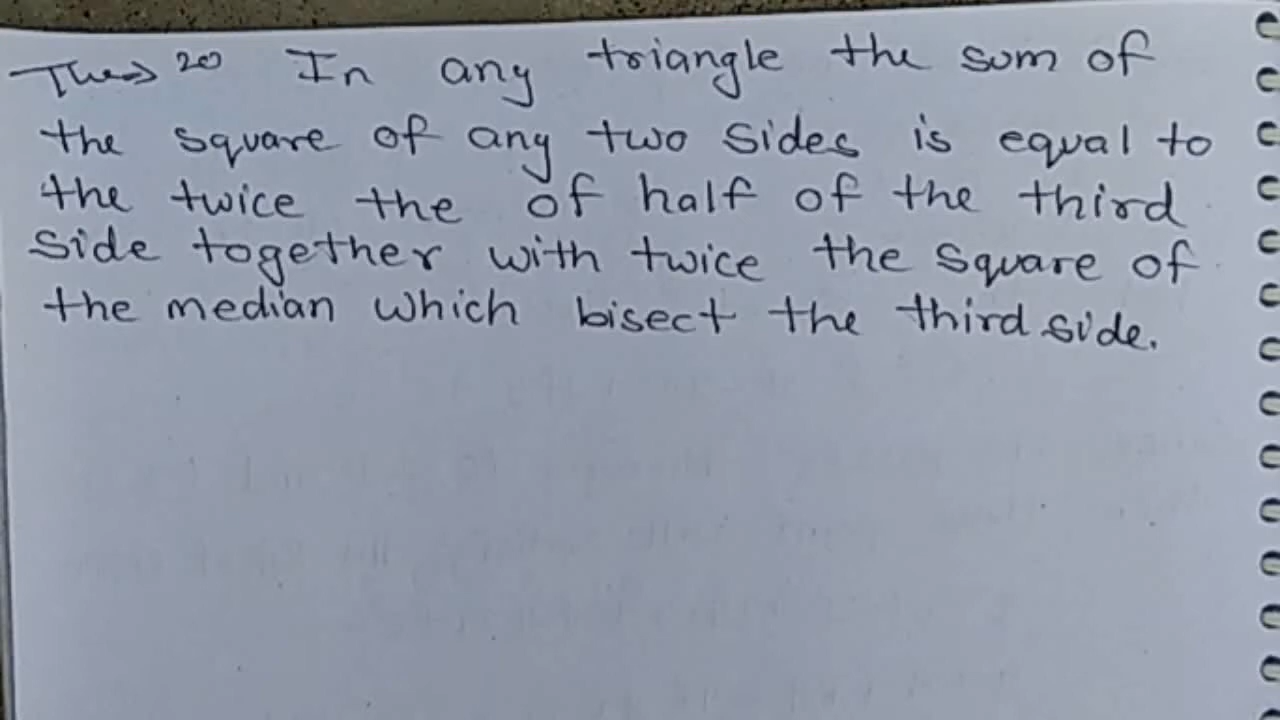 Theo 20 In any triangle the sum of
the square of any two sides is equal to
the twice the of half of the third
side together with twice the square of
the median which bisect the third side.